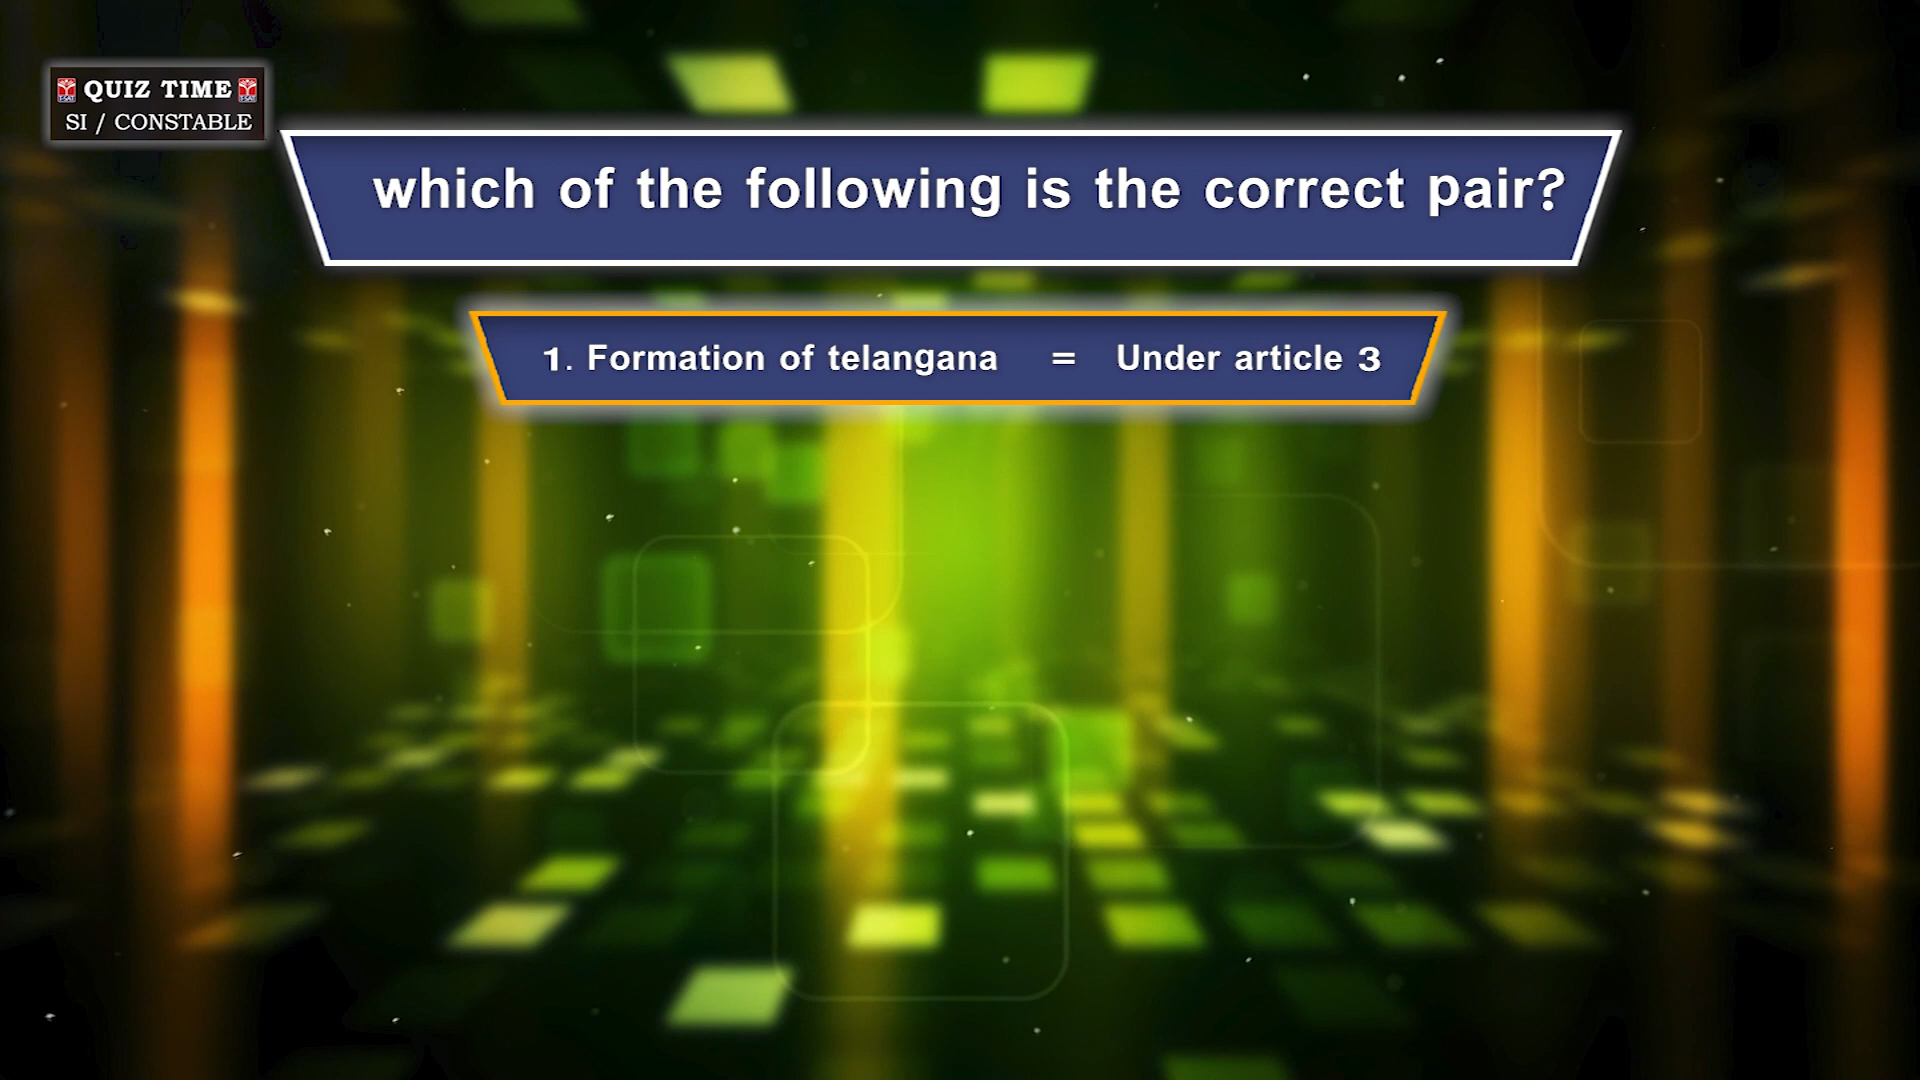 QUIZ TIME
SI / CONSTABLE
which of the following is the correct pair?
1. Formation of telangana = Under article 3